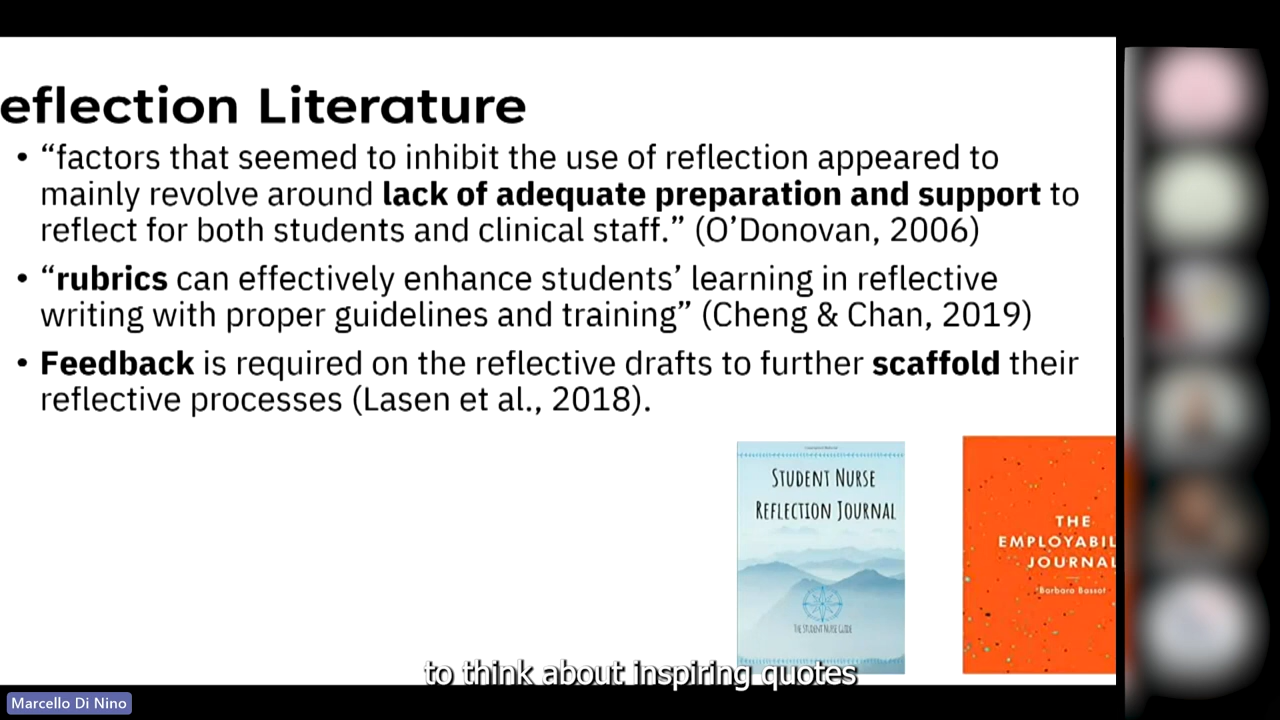 eflection Literature
• “factors that seemed to inhibit the use of reflection appeared to
mainly revolve around lack of adequate preparation and support to
reflect for both students and clinical staff.” (O’Donovan, 2006)
• “rubrics can effectively enhance students’ learning in reflective
writing with proper guidelines and training” (Cheng & Chan, 2019)
• Feedback is required on the reflective drafts to further scaffold their
reflective processes (Lasen et al., 2018).
STUDENT NURSE
REFLECTION JOURNAL
THE STUDENT NURSE GUIDE
THE
EMPLOYABIL
JOURNAL
Barbara Bassot
to think about inspiring quotes
Marcello Di Nino